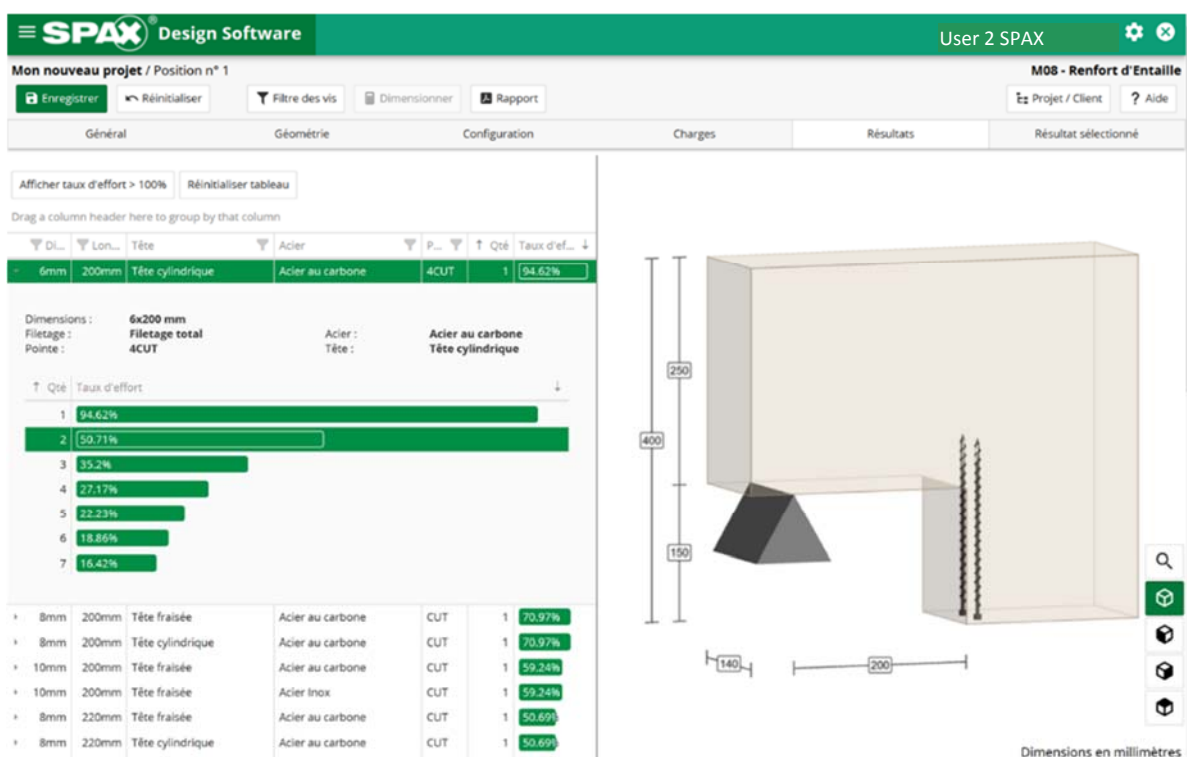 SPAX® Design Software
User 2 SPAX
Mon nouveau projet / Position n° 1
M08 - Renfort d'Entaille
Enregistrer Réinitialiser Filtre des vis Dimensionner Rapport Projet / Client ? Aide
Général Géométrie Configuration Charges Résultats Résultat sélectionné
Afficher taux d'effort > 100% Réinitialiser tableau
Drag a column header here to group by that column
Di... Lon... Tête Acier P... ↑ Qté Taux d'ef... ↓
6mm 200mm Tête cylindrique Acier au carbone 4CUT 1 94.62%
Dimensions : 6x200 mm
Filetage : Filetage total Acier : Acier au carbone
Pointe : 4CUT Tête : Tête cylindrique
↑ Qté Taux d'effort ↓
1 94.62%
2 50.71%
3 35.2%
4 27.17%
5 22.23%
6 18.86%
7 16.42%
8mm 200mm Tête fraisée Acier au carbone CUT 1 70.97%
8mm 200mm Tête cylindrique Acier au carbone CUT 1 70.97%
10mm 200mm Tête fraisée Acier au carbone CUT 1 59.24%
10mm 200mm Tête fraisée Acier Inox CUT 1 59.24%
8mm 220mm Tête fraisée Acier au carbone CUT 1 50.69%
8mm 220mm Tête cylindrique Acier au carbone CUT 1 50.69%
250
400
150
140
200
Dimensions en millimètres